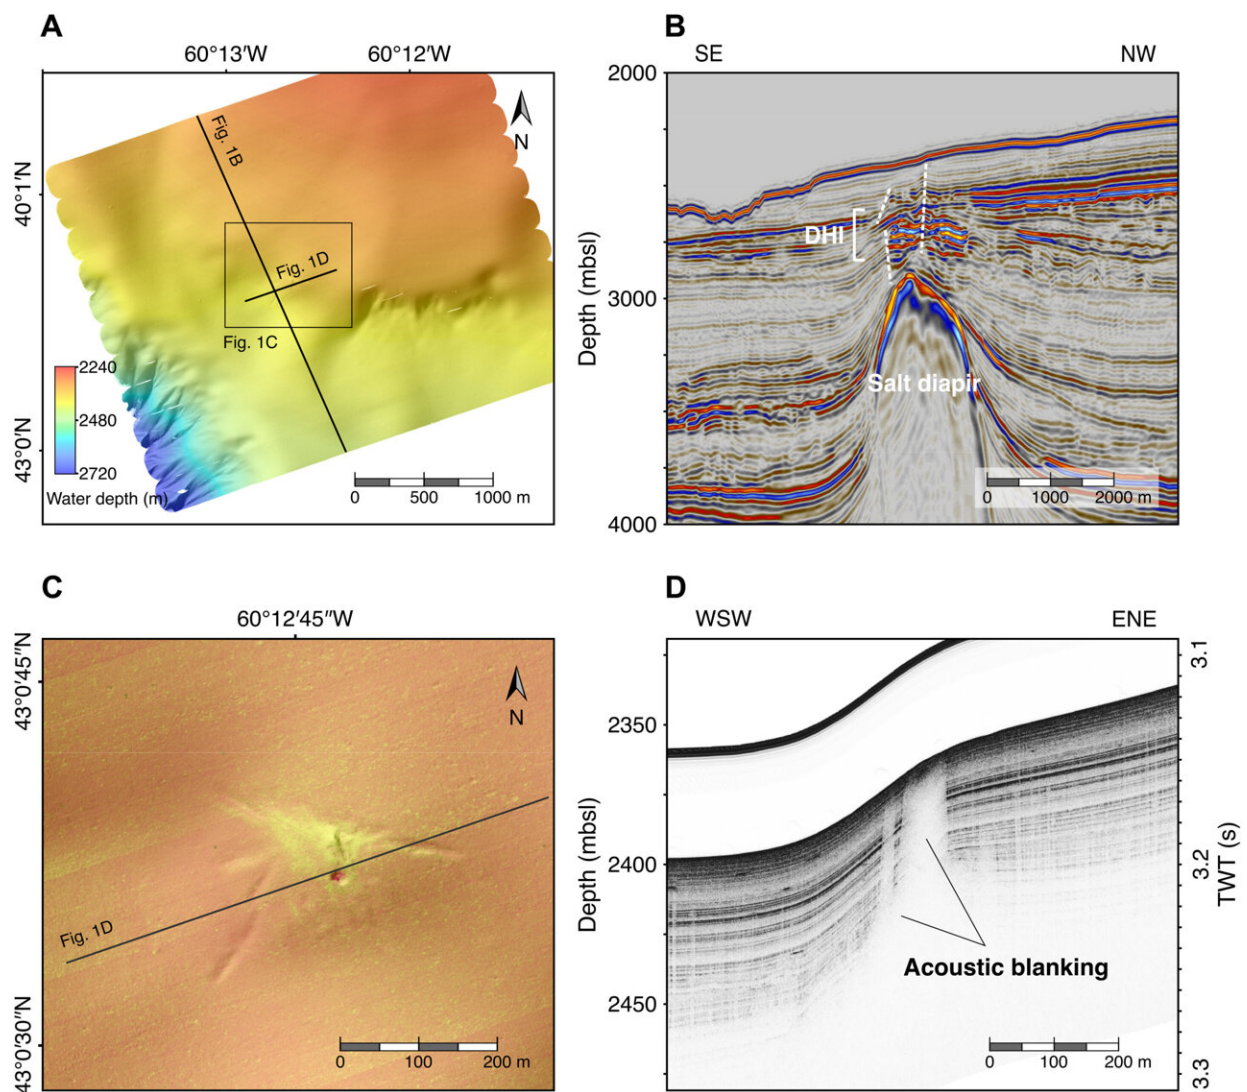 A
60°13′W 60°12′W
40°1′N
43°0′N
N
Fig. 1B
Fig. 1D
Fig. 1C
2240
2480
2720
Water depth (m)
0 500 1000 m
B
SE NW
2000
3000
4000
Depth (mbsl)
DHI
Salt diapir
0 1000 2000 m
C
60°12′45″W
43°0′45″N
43°0′30″N
N
Fig. 1D
0 100 200 m
D
WSW ENE
2350
2400
2450
Depth (mbsl)
3.1
3.2
3.3
TWT (s)
Acoustic blanking
0 100 200 m